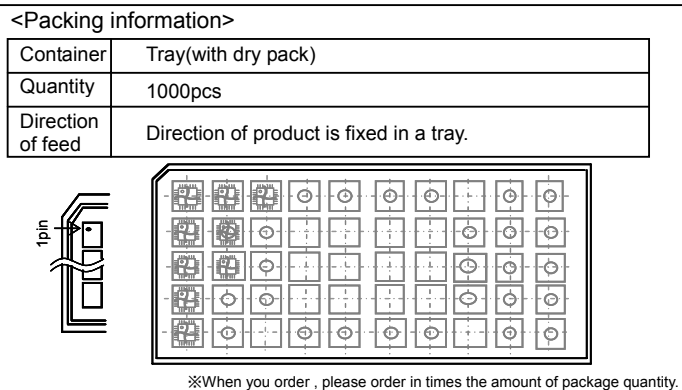 <Packing information>
Container Tray(with dry pack)
Quantity 1000pcs
Direction of feed Direction of product is fixed in a tray.
1pin
※When you order , please order in times the amount of package quantity.